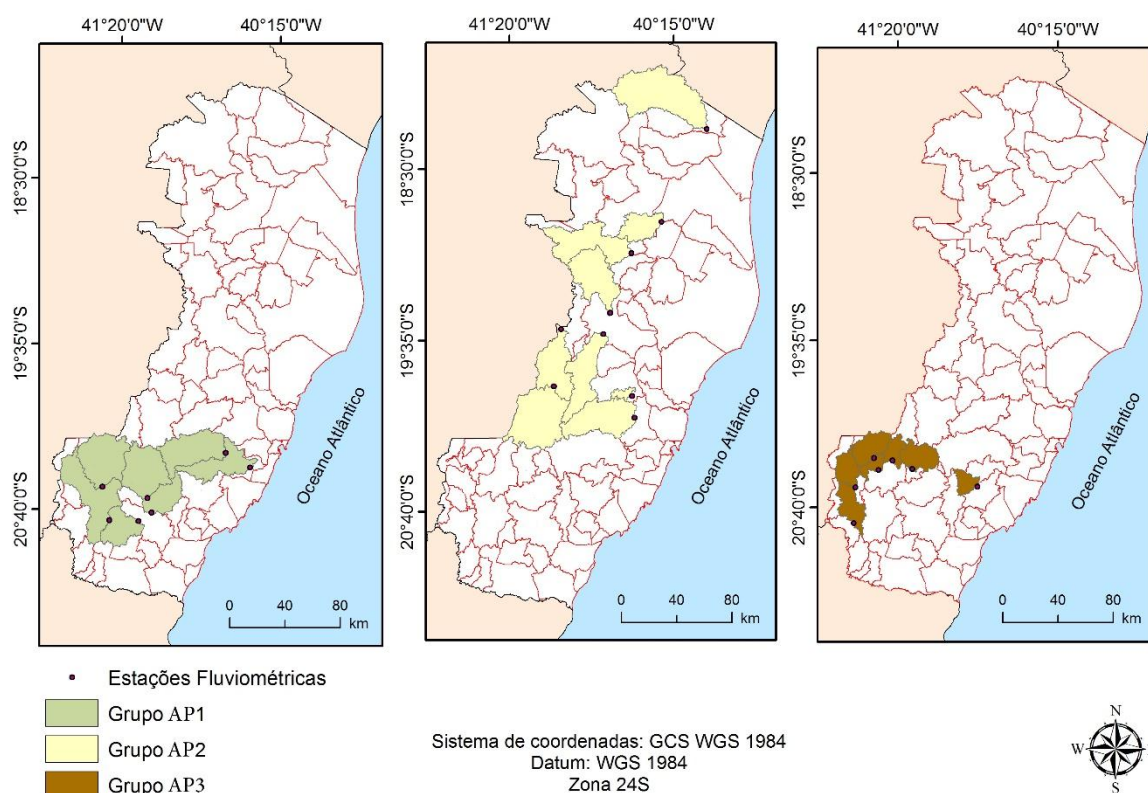 41°20'0"W 40°15'0"W
18°30'0"S
19°35'0"S
20°40'0"S
Oceano Atlântico
0 40 80
km
41°20'0"W 40°15'0"W
18°30'0"S
19°35'0"S
20°40'0"S
Oceano Atlântico
0 40 80
km
41°20'0"W 40°15'0"W
18°30'0"S
19°35'0"S
20°40'0"S
Oceano Atlântico
0 40 80
km
Estações Fluviométricas
Grupo AP1
Grupo AP2
Grupo AP3
Sistema de coordenadas: GCS WGS 1984
Datum: WGS 1984
Zona 24S
N
W E
S